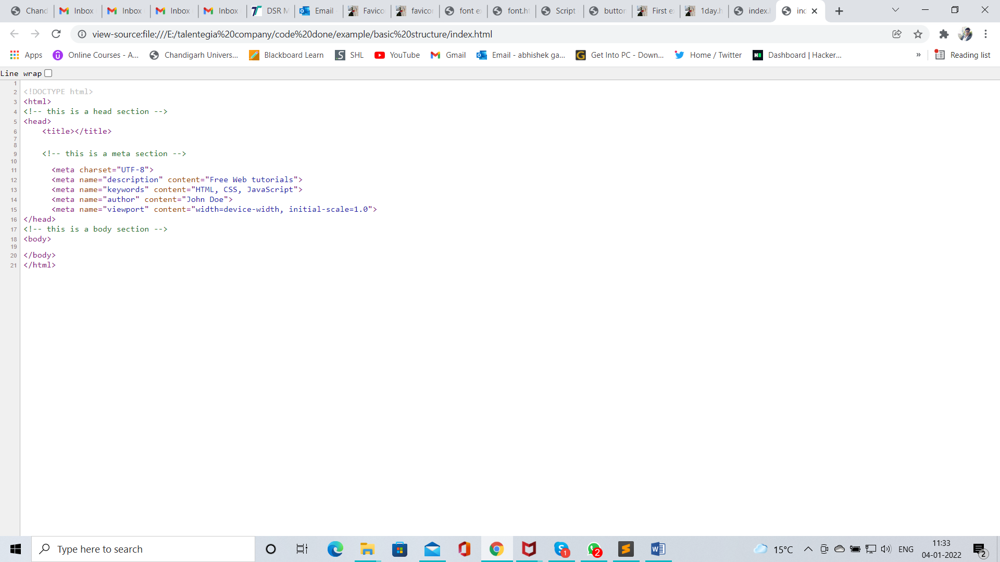 Chand Inbox Inbox Inbox Inbox DSR M Email Favico favico font e font.ht Script button First e 1day.h index. ind
view-source:file:///E:/talentegia%20company/code%20done/example/basic%20structure/index.html
Apps Online Courses - A... Chandigarh Univers... Blackboard Learn SHL YouTube Gmail Email - abhishek ga... Get Into PC - Down... Home / Twitter Dashboard | Hacker... » Reading list
Line wrap
1
2 <!DOCTYPE html>
3 <html>
4 <!-- this is a head section -->
5 <head>
6 <title></title>
7
8
9 <!-- this is a meta section -->
10
11 <meta charset="UTF-8">
12 <meta name="description" content="Free Web tutorials">
13 <meta name="keywords" content="HTML, CSS, JavaScript">
14 <meta name="author" content="John Doe">
15 <meta name="viewport" content="width=device-width, initial-scale=1.0">
16 </head>
17 <!-- this is a body section -->
18 <body>
19
20 </body>
21 </html>
Type here to search 1 2 15°C ENG 11:33
04-01-2022 2